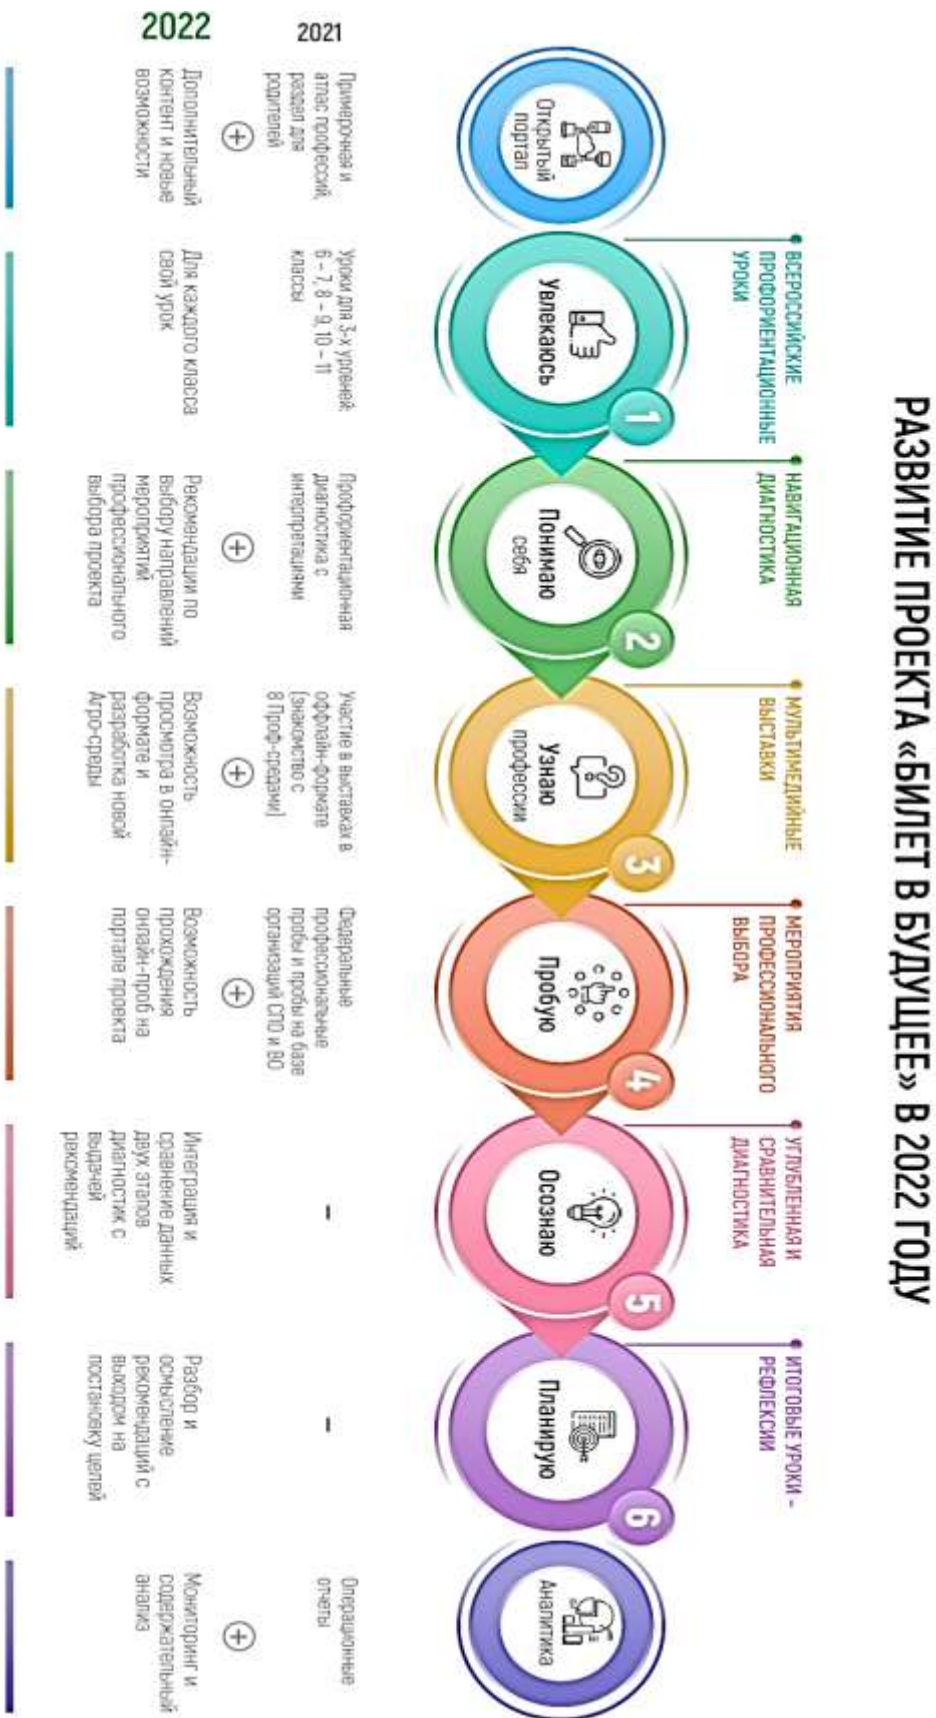 РАЗВИТИЕ ПРОЕКТА «БИЛЕТ В БУДУЩЕЕ» В 2022 ГОДУ
ВСЕРОССИЙСКИЕ
ПРОФОРИЕНТАЦИОННЫЕ
УРОКИ
НАВИГАЦИОННАЯ
ДИАГНОСТИКА
МУЛЬТИМЕДИЙНЫЕ
ВЫСТАВКИ
МЕРОПРИЯТИЯ
ПРОФЕССИОНАЛЬНОГО
ВЫБОРА
УГЛУБЛЕННАЯ И
СРАВНИТЕЛЬНАЯ
ДИАГНОСТИКА
ИТОГОВЫЕ УРОКИ –
РЕФЛЕКСИИ
Открытый
портал
Увлекаюсь
1
Понимаю
себя
2
Узнаю
профессии
3
Пробую
4
Осознаю
5
Планирую
6
Аналитика
2021
Примерочная и
атлас профессий,
раздел для
родителей
Уроки для 3-х уровней:
6 – 7, 8 – 9, 10 – 11
классы
Профориентационная
диагностика с
интерпретациями
Участие в выставках в
оффлайн-формате
(знакомство с
8 Проф-средами)
Федеральные
профессиональные
пробы и пробы на базе
организаций СПО и ВО
–
–
Операционные
отчеты
+
+
+
+
+
2022
Дополнительный
контент и новые
возможности
Для каждого класса
свой урок
Рекомендации по
выбору направлений
мероприятий
профессионального
выбора проекта
Возможность
просмотра в онлайн-
формате и
разработка новой
Агро-среды
Возможность
прохождения
онлайн-проб на
портале проекта
Интеграция и
сравнение данных
двух этапов
диагностик с
выдачей
рекомендаций
Разбор и
осмысление
рекомендаций с
выходом на
постановку целей
Мониторинг и
содержательный
анализ